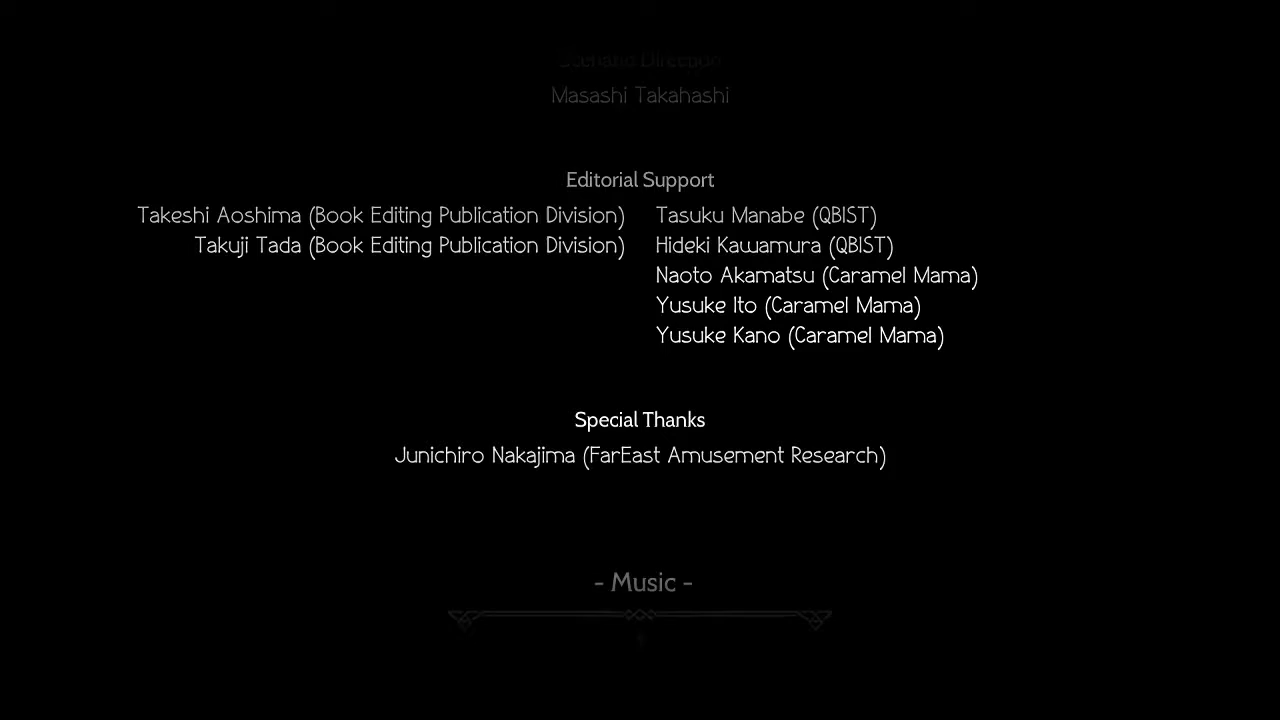 Scenario Direction
Masashi Takahashi
Editorial Support
Takeshi Aoshima (Book Editing Publication Division)
Takuji Tada (Book Editing Publication Division)
Tasuku Manabe (QBIST)
Hideki Kawamura (QBIST)
Naoto Akamatsu (Caramel Mama)
Yusuke Ito (Caramel Mama)
Yusuke Kano (Caramel Mama)
Special Thanks
Junichiro Nakajima (FarEast Amusement Research)
- Music -